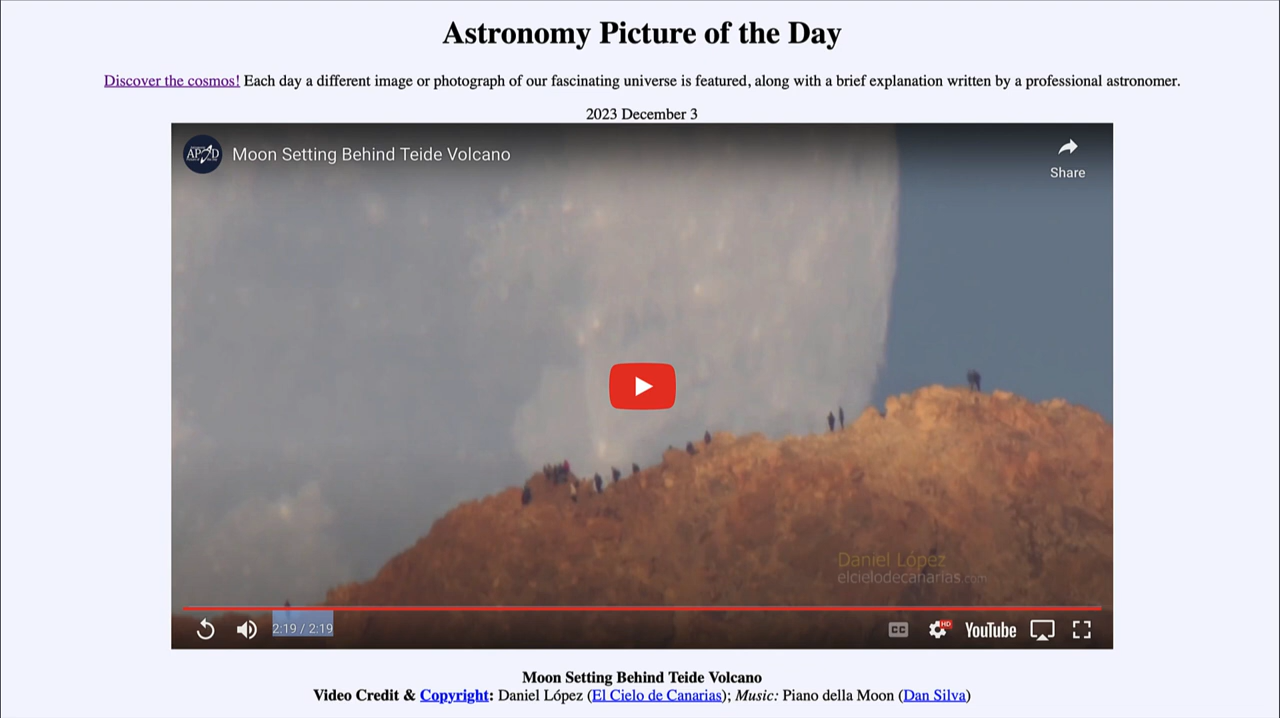 Astronomy Picture of the Day
Discover the cosmos! Each day a different image or photograph of our fascinating universe is featured, along with a brief explanation written by a professional astronomer.
2023 December 3
APOD
Moon Setting Behind Teide Volcano
Share
Daniel López
elcielodecanarias.com
2:19 / 2:19
CC
HD
YouTube
Moon Setting Behind Teide Volcano
Video Credit & Copyright: Daniel López (El Cielo de Canarias); Music: Piano della Moon (Dan Silva)